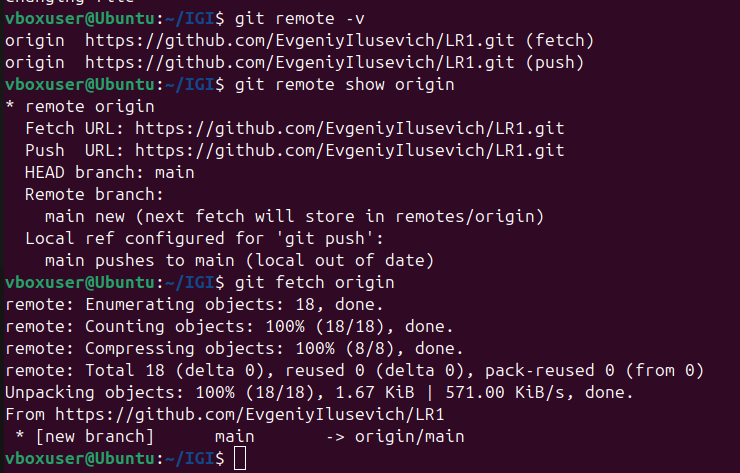 Changing file
vboxuser@Ubuntu:~/IGI$ git remote -v
origin  https://github.com/EvgeniyIlusevich/LR1.git (fetch)
origin  https://github.com/EvgeniyIlusevich/LR1.git (push)
vboxuser@Ubuntu:~/IGI$ git remote show origin
* remote origin
  Fetch URL: https://github.com/EvgeniyIlusevich/LR1.git
  Push  URL: https://github.com/EvgeniyIlusevich/LR1.git
  HEAD branch: main
  Remote branch:
    main new (next fetch will store in remotes/origin)
  Local ref configured for 'git push':
    main pushes to main (local out of date)
vboxuser@Ubuntu:~/IGI$ git fetch origin
remote: Enumerating objects: 18, done.
remote: Counting objects: 100% (18/18), done.
remote: Compressing objects: 100% (8/8), done.
remote: Total 18 (delta 0), reused 0 (delta 0), pack-reused 0 (from 0)
Unpacking objects: 100% (18/18), 1.67 KiB | 571.00 KiB/s, done.
From https://github.com/EvgeniyIlusevich/LR1
 * [new branch]      main       -> origin/main
vboxuser@Ubuntu:~/IGI$